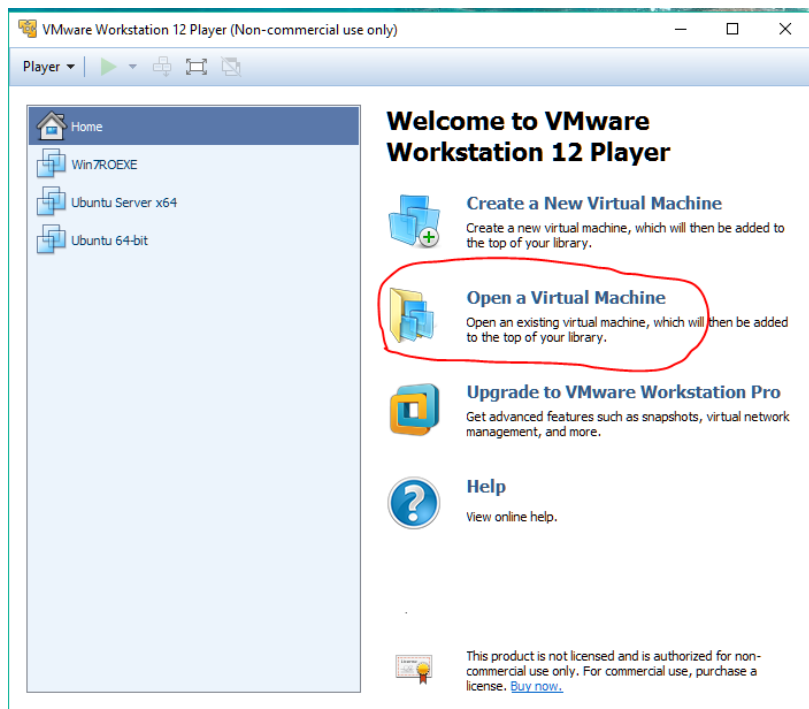 VMware Workstation 12 Player (Non-commercial use only)
Player
Home
Win7ROEXE
Ubuntu Server x64
Ubuntu 64-bit
Welcome to VMware
Workstation 12 Player
Create a New Virtual Machine
Create a new virtual machine, which will then be added to
the top of your library.
Open a Virtual Machine
Open an existing virtual machine, which will then be added
to the top of your library.
Upgrade to VMware Workstation Pro
Get advanced features such as snapshots, virtual network
management, and more.
Help
View online help.
This product is not licensed and is authorized for non-
commercial use only. For commercial use, purchase a
license. Buy now.